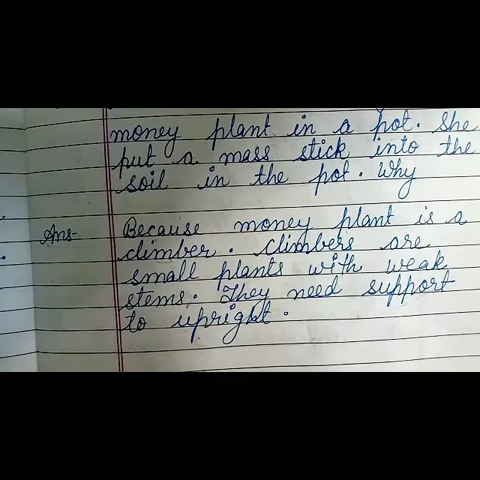 money plant in a pot. She
put a mass stick into the
soil in the pot. Why
Ans- Because money plant is a
climber. climbers are
small plants with weak
stems. They need support
to upright.